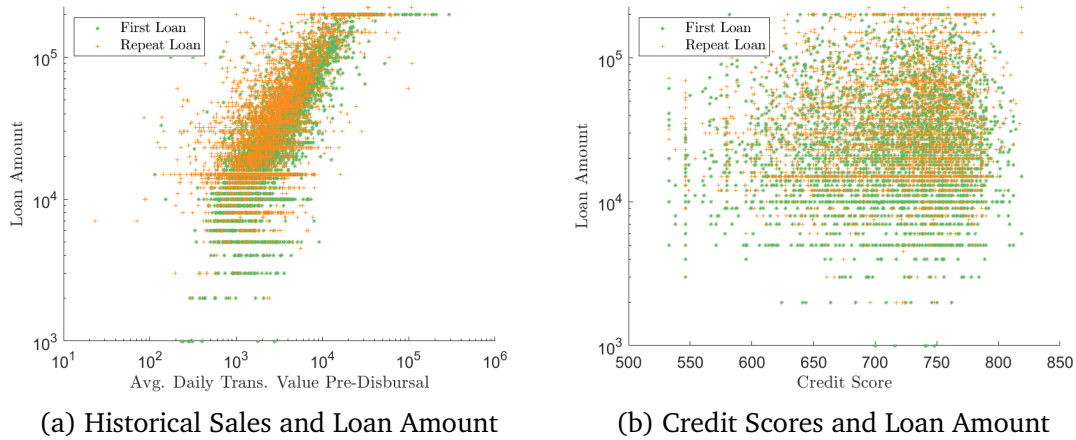 First Loan
Repeat Loan
10^5
10^4
10^3
Loan Amount
10^1 10^2 10^3 10^4 10^5 10^6
Avg. Daily Trans. Value Pre-Disbursal
(a) Historical Sales and Loan Amount
First Loan
Repeat Loan
10^5
10^4
10^3
Loan Amount
500 550 600 650 700 750 800 850
Credit Score
(b) Credit Scores and Loan Amount